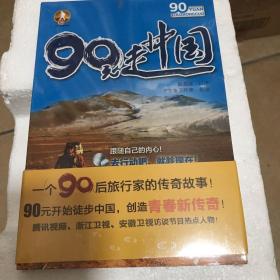 90
90元走中国
跟随自己的内心!
去行动吧，就趁现在!
一个90后旅行家的传奇故事!
90元开始徒步中国，创造青春新传奇!
腾讯视频、浙江卫视、安徽卫视访谈节目热点人物!